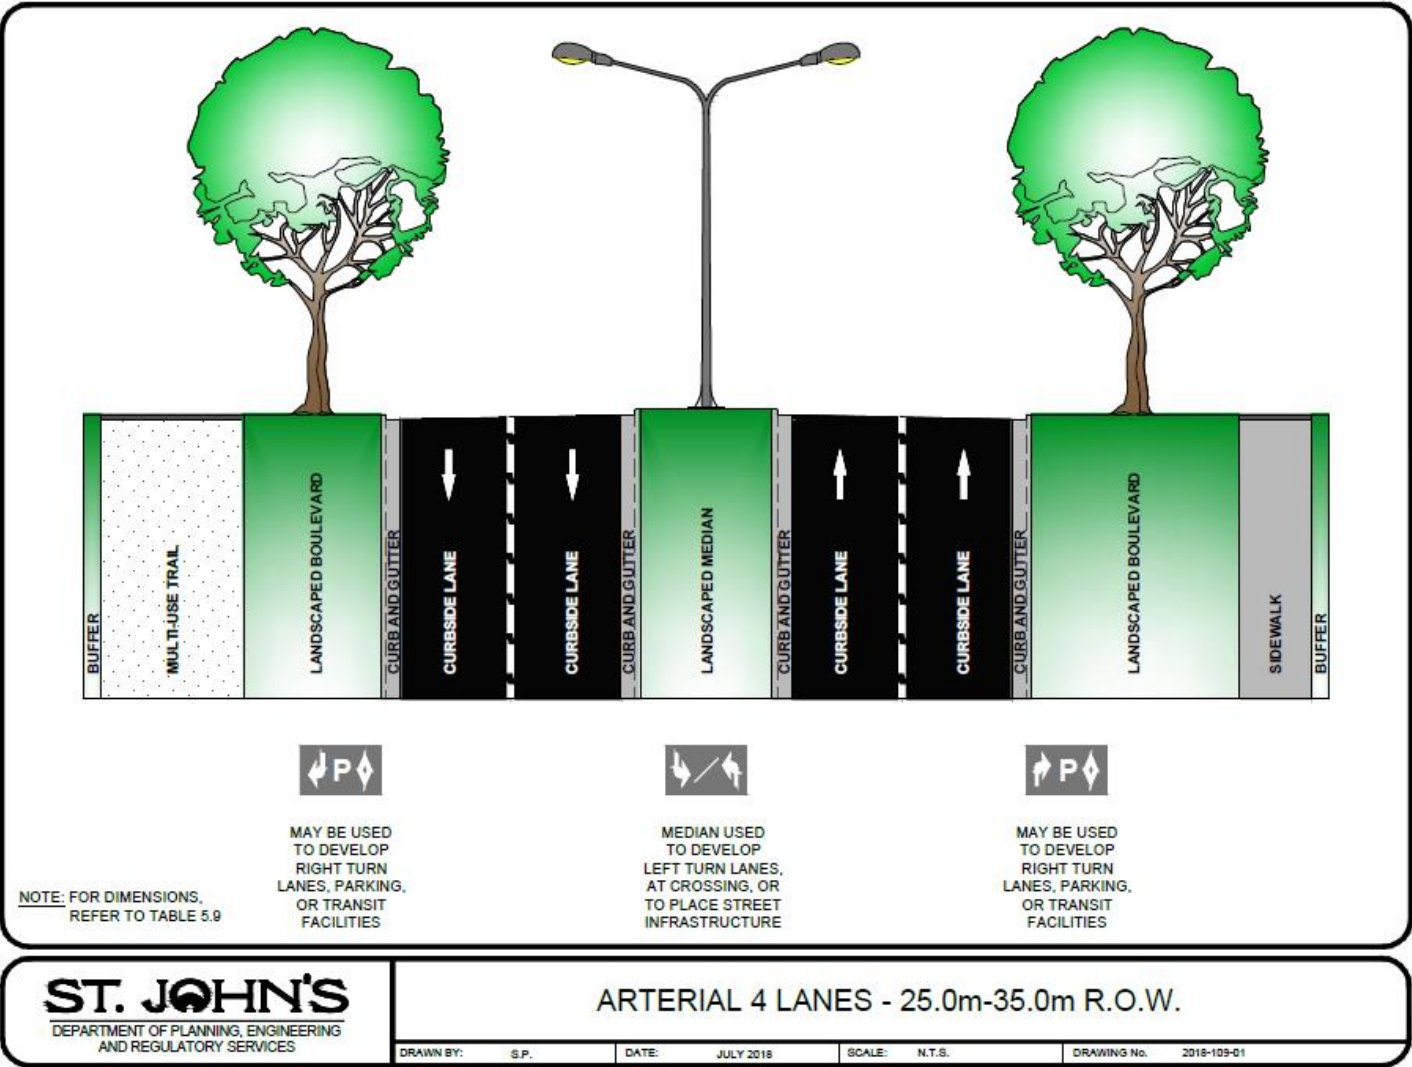 BUFFER
MULTI-USE TRAIL
LANDSCAPED BOULEVARD
CURB AND GUTTER
CURBSIDE LANE
CURBSIDE LANE
CURB AND GUTTER
LANDSCAPED MEDIAN
CURB AND GUTTER
CURBSIDE LANE
CURBSIDE LANE
CURB AND GUTTER
LANDSCAPED BOULEVARD
SIDEWALK
BUFFER
P
P
MAY BE USED
TO DEVELOP
RIGHT TURN
LANES, PARKING,
OR TRANSIT
FACILITIES
MEDIAN USED
TO DEVELOP
LEFT TURN LANES,
AT CROSSING, OR
TO PLACE STREET
INFRASTRUCTURE
MAY BE USED
TO DEVELOP
RIGHT TURN
LANES, PARKING,
OR TRANSIT
FACILITIES
NOTE: FOR DIMENSIONS,
REFER TO TABLE 5.9
ST. JOHN'S
DEPARTMENT OF PLANNING, ENGINEERING
AND REGULATORY SERVICES
ARTERIAL 4 LANES - 25.0m-35.0m R.O.W.
DRAWN BY: S.P. DATE: JULY 2018 SCALE: N.T.S. DRAWING No. 2018-109-01